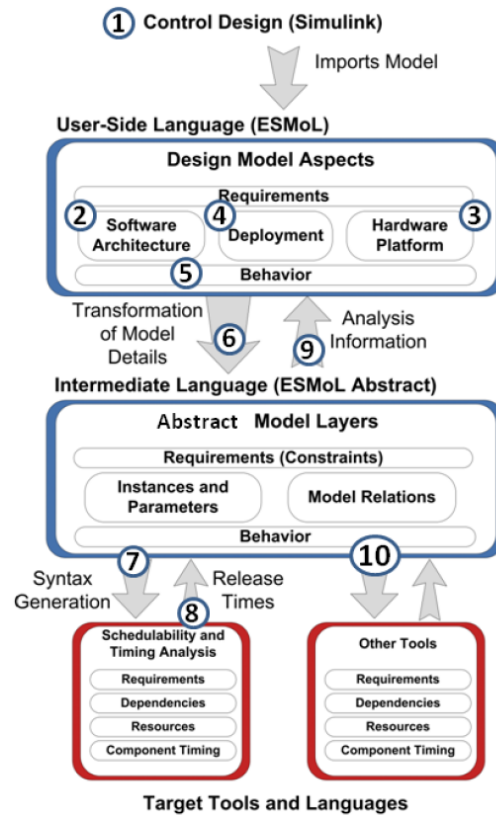 1 Control Design (Simulink)
Imports Model
User-Side Language (ESMoL)
Design Model Aspects
Requirements
2 Software
Architecture
4 Deployment
3 Hardware
Platform
5 Behavior
Transformation
of Model
Details
6
9
Analysis
Information
Intermediate Language (ESMoL Abstract)
Abstract Model Layers
Requirements (Constraints)
Instances and
Parameters
Model Relations
Behavior
7
10
Syntax
Generation
8
Release
Times
Schedulability and
Timing Analysis
Requirements
Dependencies
Resources
Component Timing
Other Tools
Requirements
Dependencies
Resources
Component Timing
Target Tools and Languages